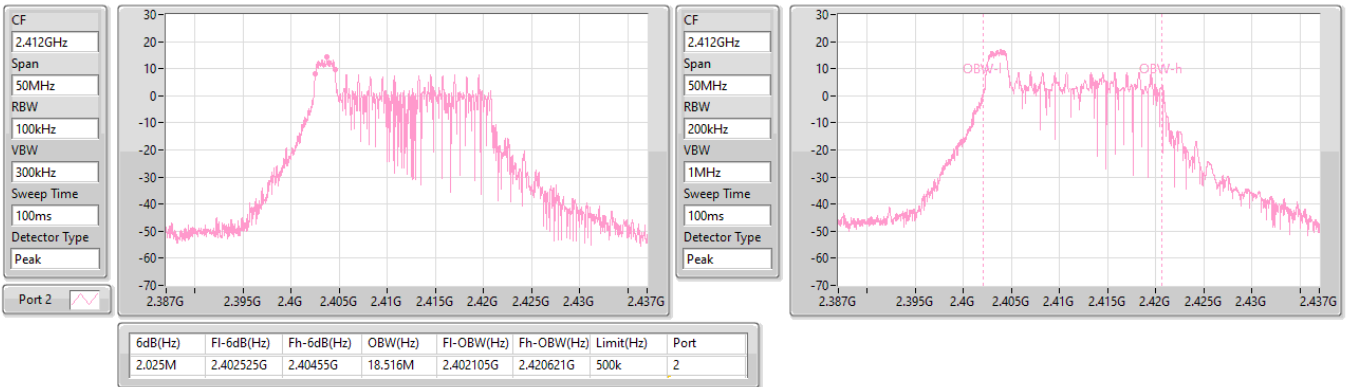 CF
2.412GHz
Span
50MHz
RBW
100kHz
VBW
300kHz
Sweep Time
100ms
Detector Type
Peak
Port 2
30
20
10
0
-10
-20
-30
-40
-50
-60
-70
2.387G 2.395G 2.4G 2.405G 2.41G 2.415G 2.42G 2.425G 2.43G 2.437G
CF
2.412GHz
Span
50MHz
RBW
200kHz
VBW
1MHz
Sweep Time
100ms
Detector Type
Peak
30
20
10
0
-10
-20
-30
-40
-50
-60
-70
OBW-l OBW-h
2.387G 2.395G 2.4G 2.405G 2.41G 2.415G 2.42G 2.425G 2.43G 2.437G
6dB(Hz) Fl-6dB(Hz) Fh-6dB(Hz) OBW(Hz) Fl-OBW(Hz) Fh-OBW(Hz) Limit(Hz) Port
2.025M 2.402525G 2.40455G 18.516M 2.402105G 2.420621G 500k 2